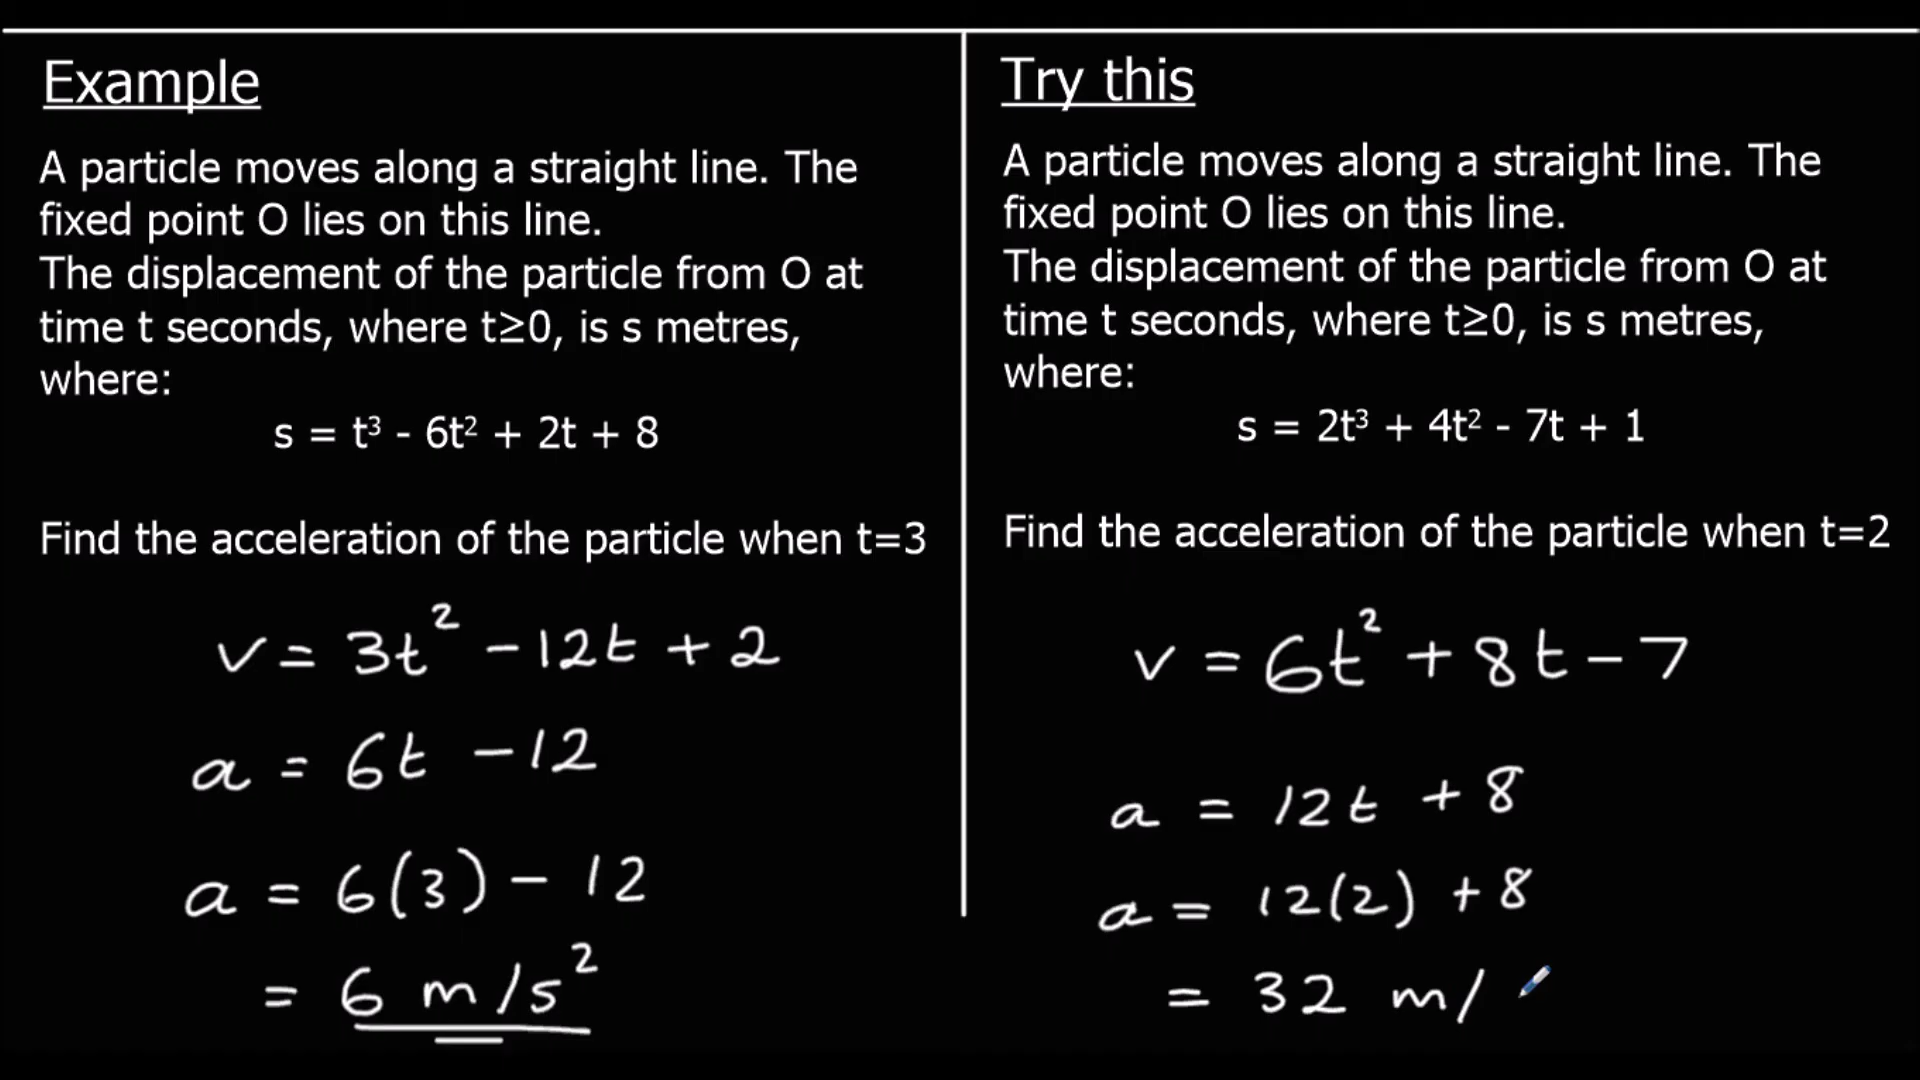 Example
A particle moves along a straight line. The
fixed point O lies on this line.
The displacement of the particle from O at
time t seconds, where t≥0, is s metres,
where:
s = t³ - 6t² + 2t + 8
Find the acceleration of the particle when t=3
v = 3t² - 12t + 2
a = 6t - 12
a = 6(3) - 12
= 6 m/s²
Try this
A particle moves along a straight line. The
fixed point O lies on this line.
The displacement of the particle from O at
time t seconds, where t≥0, is s metres,
where:
s = 2t³ + 4t² - 7t + 1
Find the acceleration of the particle when t=2
v = 6t² + 8t - 7
a = 12t + 8
a = 12(2) + 8
= 32 m/